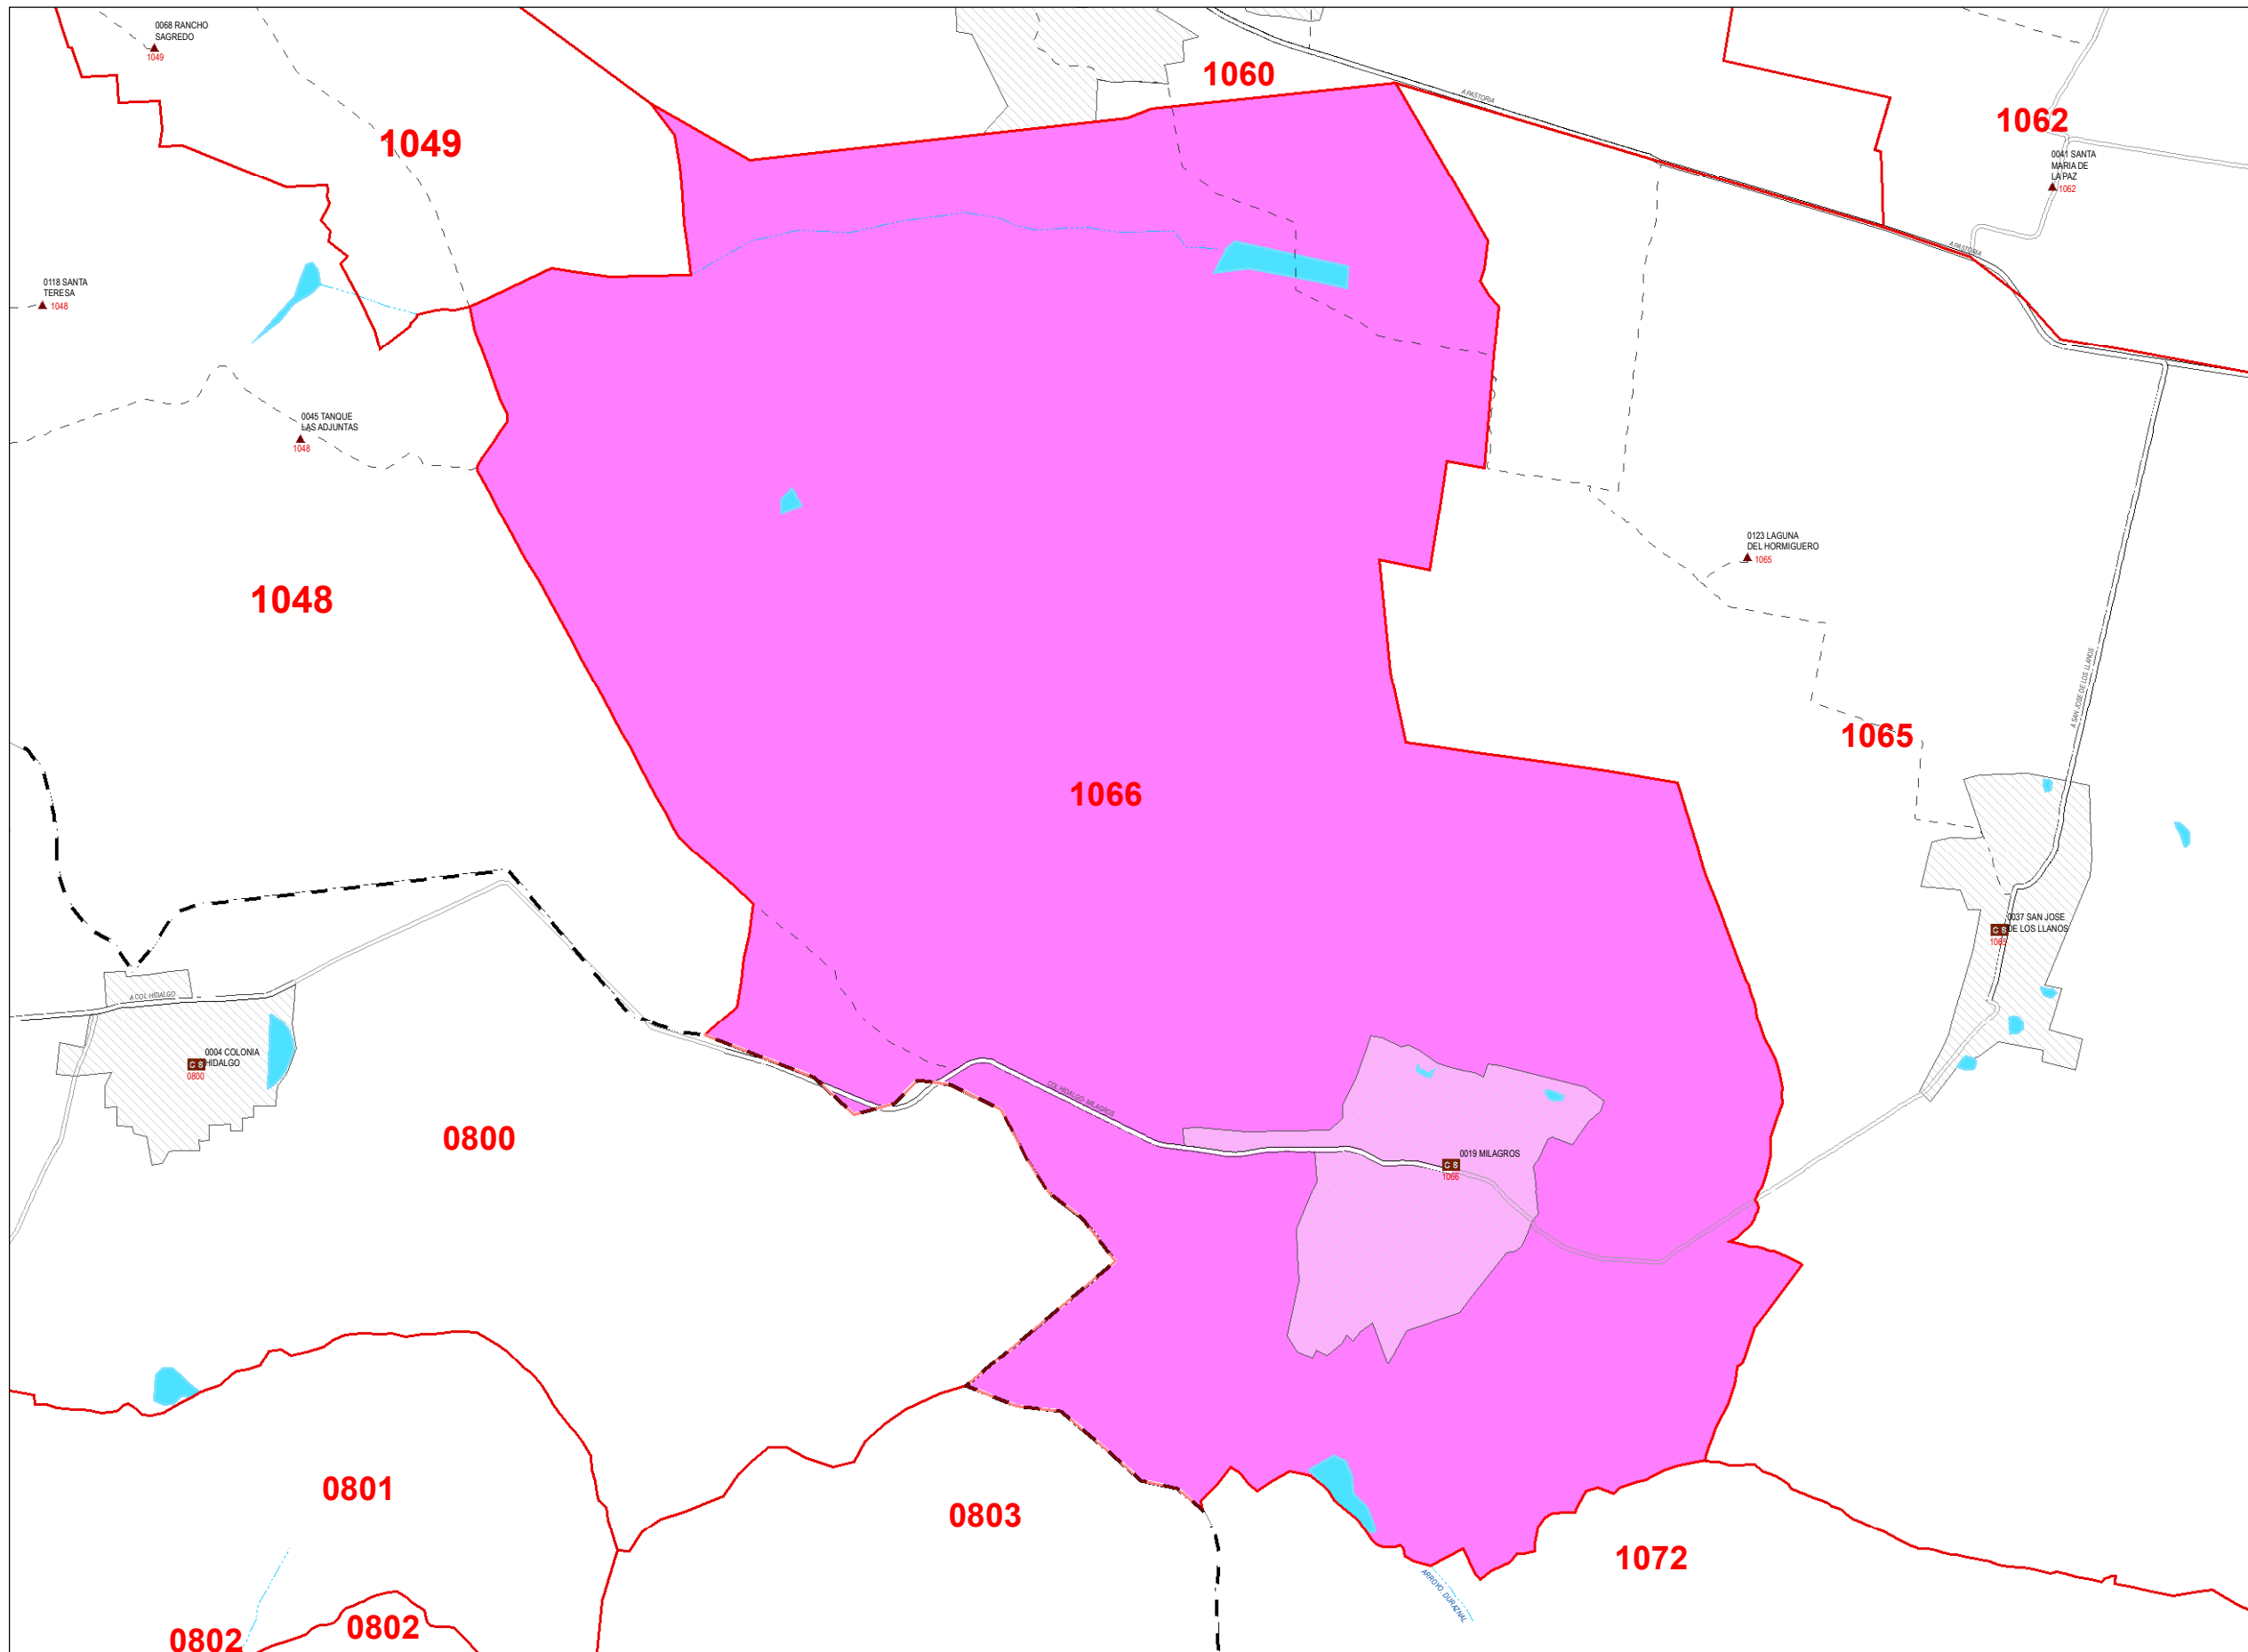 0068 RANCHO
SAGREDO
1049
1060
A PASTORIA
1062
1049
0041 SANTA
MARIA DE
LA PAZ
1062
A PASTORIA
0118 SANTA
TERESA
1048
0045 TANQUE
LAS ADJUNTAS
1048
0123 LAGUNA
DEL HORMIGUERO
1065
1048
A SAN JOSE DE LOS LLANOS
1065
1066
0037 SAN JOSE
C S DE LOS LLANOS
1065
A COL HIDALGO
0004 COLONIA
C S HIDALGO
0800
COL HIDALGO- MILAGROS
0800
0019 MILAGROS
C S
1066
0801
0803
1072
ARROYO DURAZNAL
0802
0802